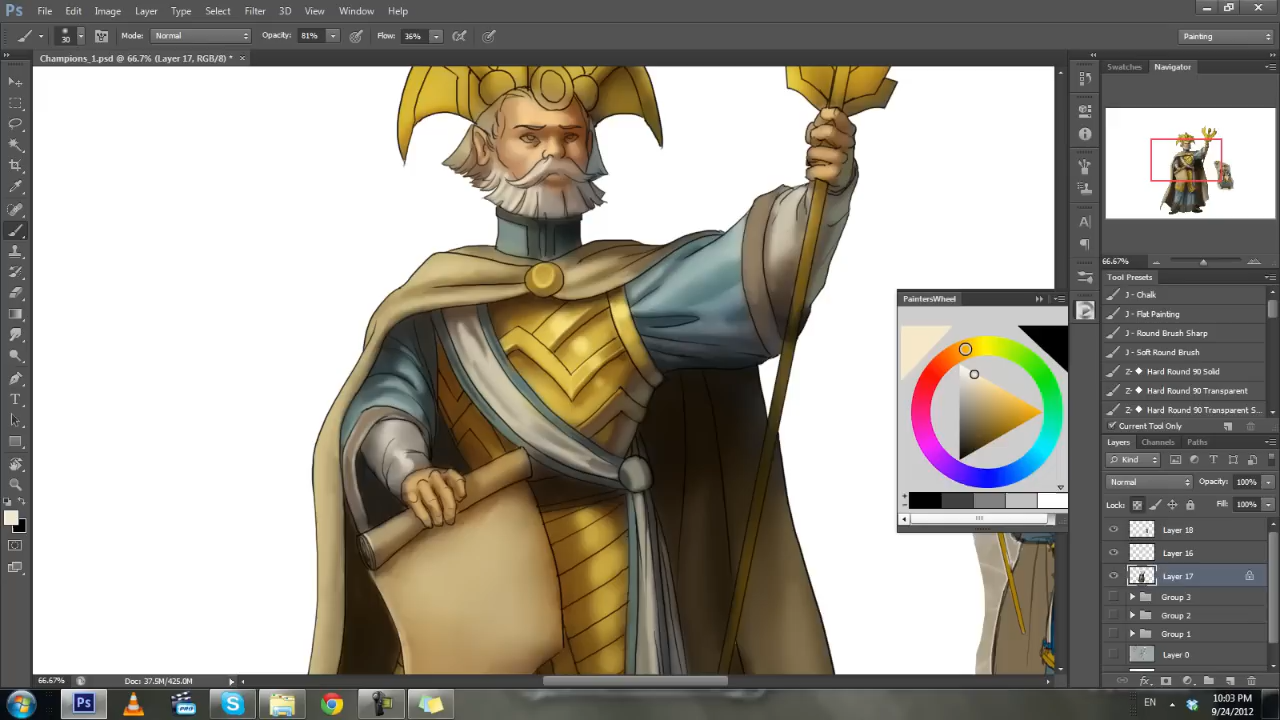 Ps File Edit Image Layer Type Select Filter 3D View Window Help
30 Mode: Normal Opacity: 81% Flow: 36% Painting
Champions_1.psd @ 66.7% (Layer 17, RGB/8) *
Swatches Navigator
66.67%
Tool Presets
J - Chalk
J - Flat Painting
J - Round Brush Sharp
J - Soft Round Brush
Z- Hard Round 90 Solid
Z- Hard Round 90 Transparent
Z- Hard Round 90 Transparent S...
Current Tool Only
PaintersWheel
Layers Channels Paths
Kind
Normal Opacity: 100%
Lock: Fill: 100%
Layer 18
Layer 16
Layer 17
Group 3
Group 2
Group 1
Layer 0
66.67% Doc: 37.5M/425.0M
EN 10:03 PM
9/24/2012